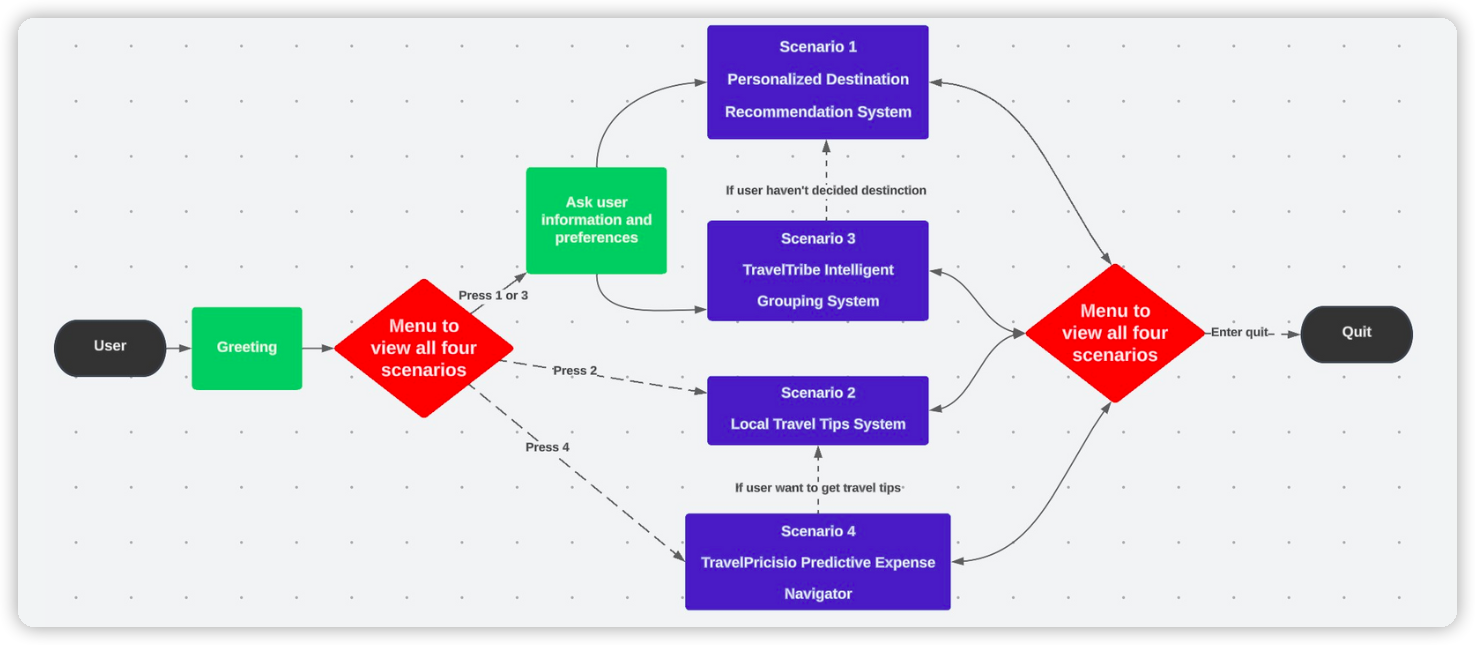 Scenario 1
Personalized Destination
Recommendation System
Ask user
information and
preferences
If user haven't decided destinction
Scenario 3
TravelTribe Intelligent
Grouping System
Press 1 or 3
User
Greeting
Menu to
view all four
scenarios
Press 2
Scenario 2
Local Travel Tips System
Menu to
view all four
scenarios
Enter quit
Quit
Press 4
If user want to get travel tips
Scenario 4
TravelPricisio Predictive Expense
Navigator